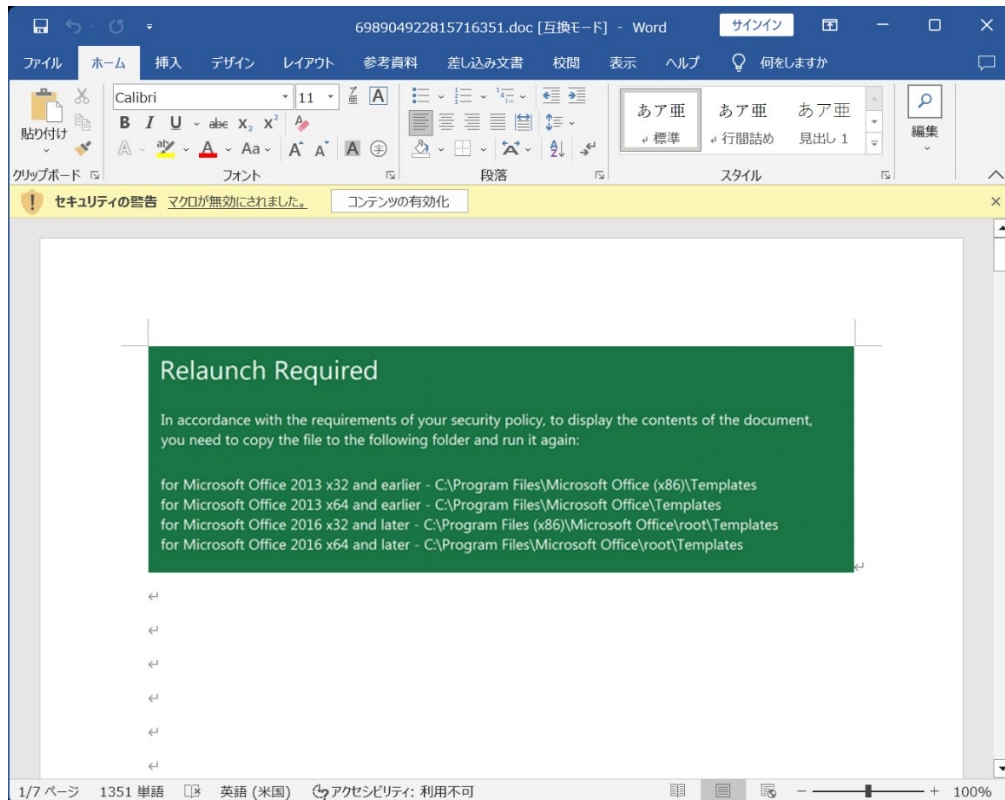 698904922815716351.doc [互換モード] - Word サインイン
ファイル ホーム 挿入 デザイン レイアウト 参考資料 差し込み文書 校閲 表示 ヘルプ 何をしますか
Calibri 11
貼り付け
B I U abc X₂ X² A
A aby A Aa A A A 字
あア亜 あア亜 あア亜
標準 行間詰め 見出し 1
編集
クリップボード フォント 段落 スタイル
セキュリティの警告 マクロが無効にされました。 コンテンツの有効化
Relaunch Required
In accordance with the requirements of your security policy, to display the contents of the document,
you need to copy the file to the following folder and run it again:
for Microsoft Office 2013 x32 and earlier - C:\Program Files\Microsoft Office (x86)\Templates
for Microsoft Office 2013 x64 and earlier - C:\Program Files\Microsoft Office\Templates
for Microsoft Office 2016 x32 and later - C:\Program Files (x86)\Microsoft Office\root\Templates
for Microsoft Office 2016 x64 and later - C:\Program Files\Microsoft Office\root\Templates
1/7 ページ 1351 単語 英語 (米国) アクセシビリティ: 利用不可 100%